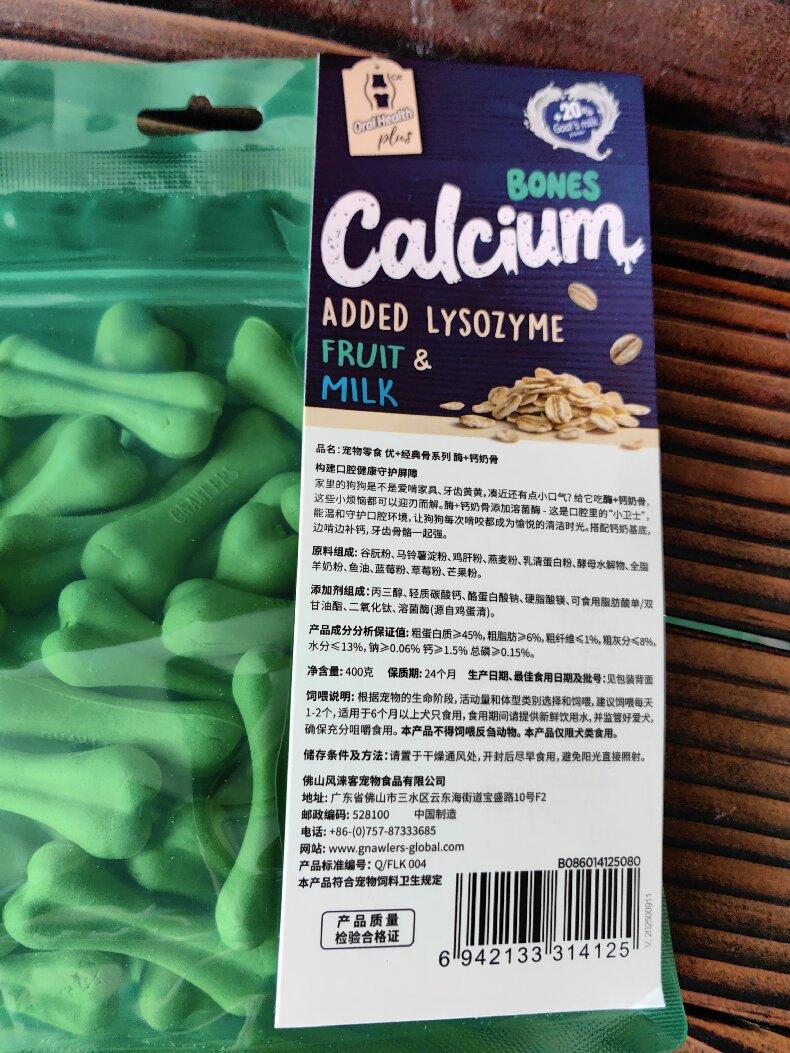 Oral Health
plus
+20%
Goat's milk
powder
BONES
Calcium
ADDED LYSOZYME
FRUIT &
MILK
GNAWLERS
品名:宠物零食 优+经典骨系列 酶+钙奶骨
构建口腔健康守护屏障
家里的狗狗是不是爱啃家具、牙齿黄黄,凑近还有点小口气?给它吃酶+钙奶骨,
这些小烦恼都可以迎刃而解。酶+钙奶骨添加溶菌酶 - 这是口腔里的“小卫士”,
能温和守护口腔环境,让狗狗每次啃咬都成为愉悦的清洁时光。搭配钙奶基底,
边啃边补钙,牙齿骨骼一起强。
原料组成:谷朊粉、马铃薯淀粉、鸡肝粉、燕麦粉、乳清蛋白粉、酵母水解物、全脂
羊奶粉、鱼油、蓝莓粉、草莓粉、芒果粉。
添加剂组成:丙三醇、轻质碳酸钙、酪蛋白酸钠、硬脂酸镁、可食用脂肪酸单/双
甘油酯、二氧化钛、溶菌酶(源自鸡蛋清)。
产品成分分析保证值:粗蛋白质≥45%,粗脂肪≥6%,粗纤维≤1%,粗灰分≤8%,
水分≤13%,钠≥0.06% 钙≥1.5% 总磷≥0.15%。
净含量:400克 保质期:24个月 生产日期、最佳食用日期及批号:见包装背面
饲喂说明:根据宠物的生命阶段,活动量和体型类别选择和饲喂,建议饲喂每天
1-2个,适用于6个月以上犬只食用,食用期间请提供新鲜饮用水,并监管好爱犬,
确保充分咀嚼食用。本产品不得饲喂反刍动物。本产品仅限犬类食用。
储存条件及方法:请置于干燥通风处,开封后尽早食用,避免阳光直接照射。
佛山风涞客宠物食品有限公司
地址:广东省佛山市三水区云东海街道宝盛路10号F2
邮政编码:528100 中国制造
电话:+86-(0)757-87333685
网站:www.gnawlers-global.com
产品标准编号:Q/FLK 004
本产品符合宠物饲料卫生规定
产品质量
检验合格证
B086014125080
6 942133 314125
V. 202500911